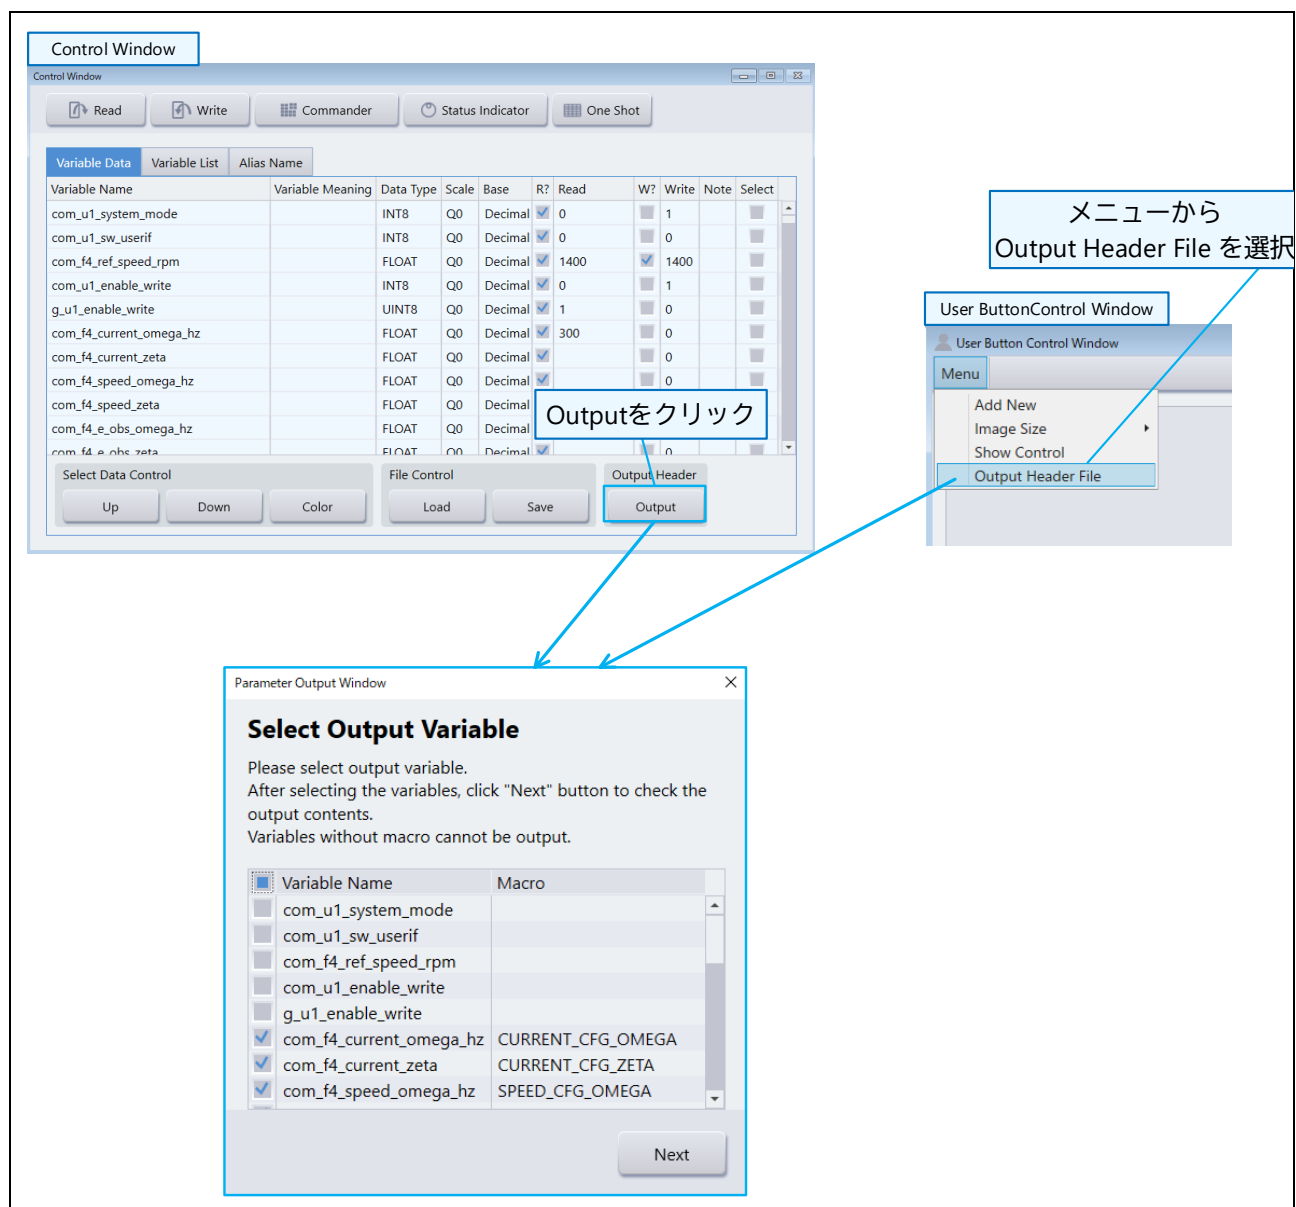 Control Window
Control Window
Read Write Commander Status Indicator One Shot
Variable Data Variable List Alias Name
Variable Name Variable Meaning Data Type Scale Base R? Read W? Write Note Select
com_u1_system_mode INT8 Q0 Decimal 0 1
com_u1_sw_userif INT8 Q0 Decimal 0 0
com_f4_ref_speed_rpm FLOAT Q0 Decimal 1400 1400
com_u1_enable_write INT8 Q0 Decimal 0 1
g_u1_enable_write UINT8 Q0 Decimal 1 0
com_f4_current_omega_hz FLOAT Q0 Decimal 300 0
com_f4_current_zeta FLOAT Q0 Decimal 0
com_f4_speed_omega_hz FLOAT Q0 Decimal 0
com_f4_speed_zeta FLOAT Q0 Decimal
com_f4_e_obs_omega_hz FLOAT Q0 Decimal
com_f4_e_obs_zeta FLOAT Q0 Decimal 0
Outputをクリック
Select Data Control File Control Output Header
Up Down Color Load Save Output
メニューから
Output Header File を選択
User ButtonControl Window
User Button Control Window
Menu
Add New
Image Size
Show Control
Output Header File
Parameter Output Window
Select Output Variable
Please select output variable.
After selecting the variables, click "Next" button to check the
output contents.
Variables without macro cannot be output.
Variable Name Macro
com_u1_system_mode
com_u1_sw_userif
com_f4_ref_speed_rpm
com_u1_enable_write
g_u1_enable_write
com_f4_current_omega_hz CURRENT_CFG_OMEGA
com_f4_current_zeta CURRENT_CFG_ZETA
com_f4_speed_omega_hz SPEED_CFG_OMEGA
Next